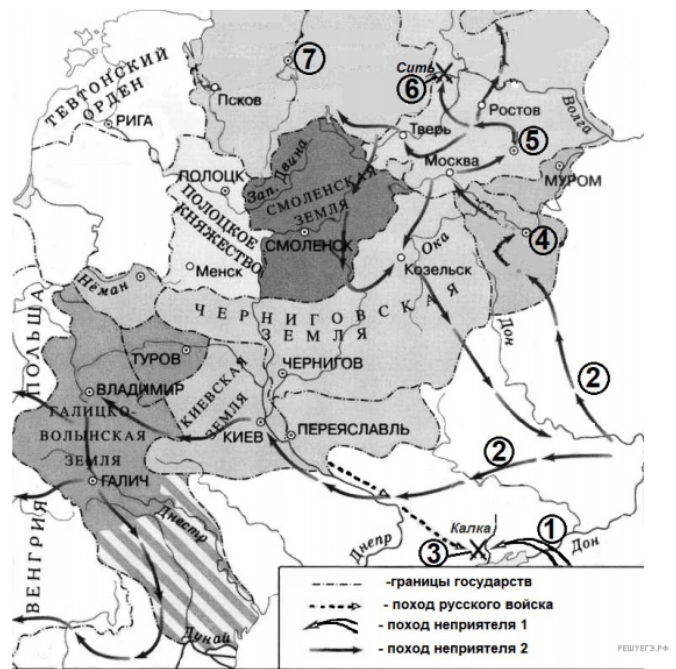 ТЕВТОНСКИЙ
ОРДЕН
РИГА
Псков
7
Сить
6
Ростов
Волга
Тверь
5
Москва
МУРОМ
ПОЛОЦК
Зап. Двина
ПОЛОЦКОЕ
КНЯЖЕСТВО
СМОЛЕНСКАЯ
ЗЕМЛЯ
СМОЛЕНСК
4
Ока
Козельск
Менск
Нёман
ЧЕРНИГОВСКАЯ
ЗЕМЛЯ
Дон
ПОЛЬША
ТУРОВ
ЧЕРНИГОВ
2
ВЛАДИМИР
КИЕВСКАЯ
ЗЕМЛЯ
ГАЛИЦКО-
ВОЛЫНСКАЯ
ЗЕМЛЯ
КИЕВ
ПЕРЕЯСЛАВЛЬ
2
ГАЛИЧ
Днестр
ВЕНГРИЯ
Днепр
Калка
1
3
Дон
Дунай
-границы государств
- поход русского войска
- поход неприятеля 1
- поход неприятеля 2
РЕШУЕГЭ.РФ